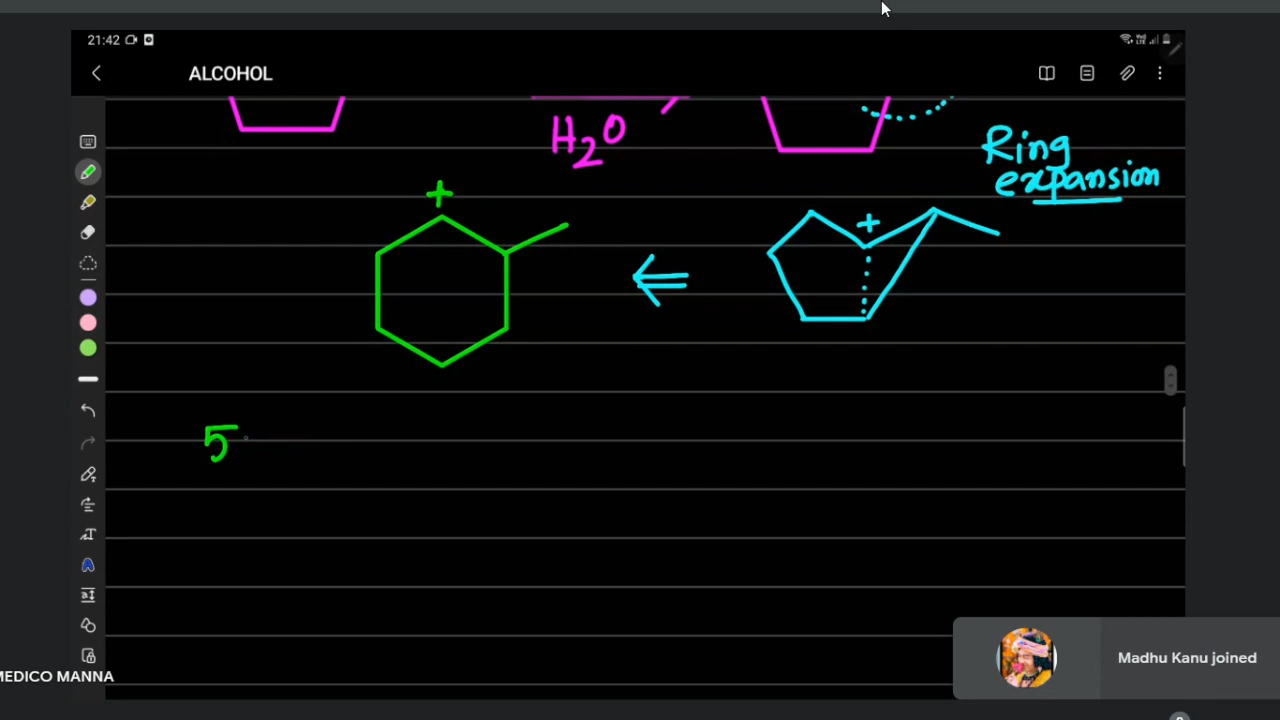 21:42
ALCOHOL
H2O
Ring
expansion
+
+
5
Madhu Kanu joined
MEDICO MANNA